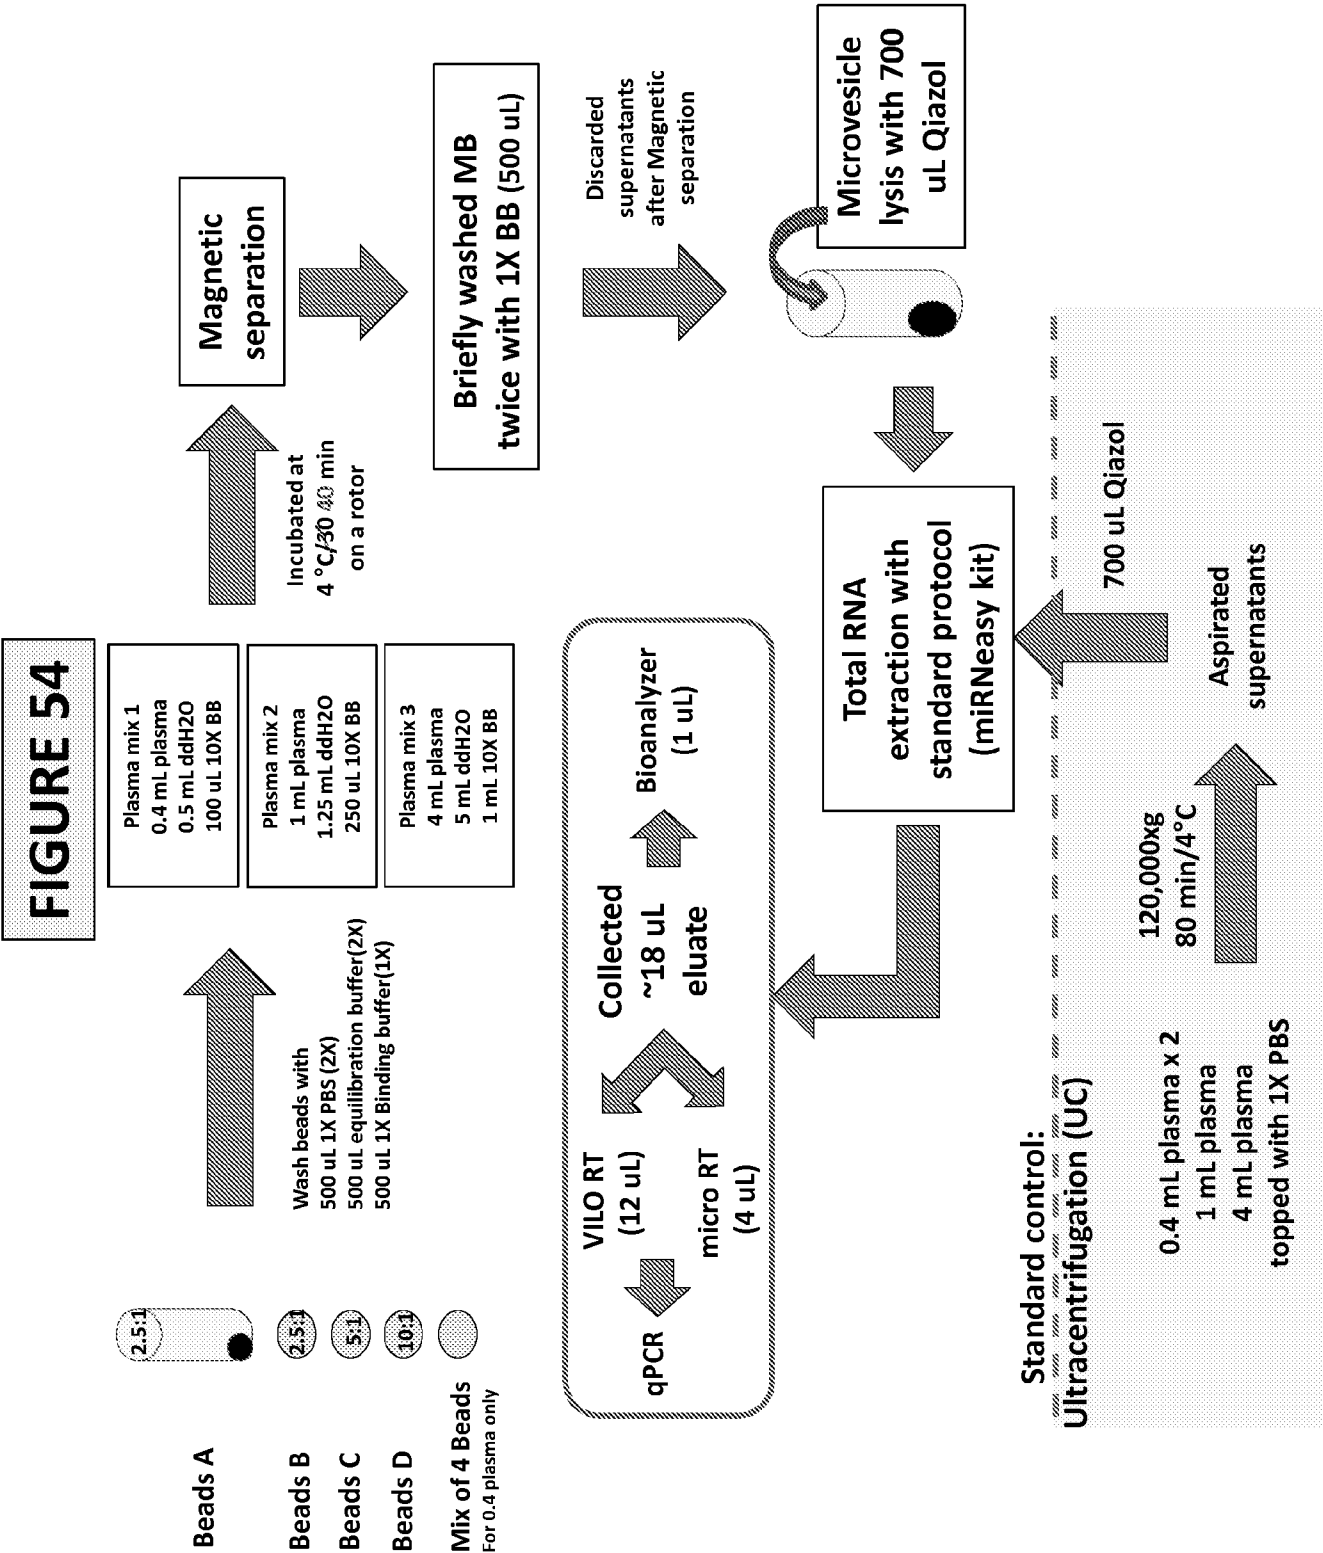 FIGURE 54
Beads A
2.5:1
Beads B
2.5:1
Beads C
5:1
Beads D
10:1
Mix of 4 Beads
For 0.4 plasma only
Wash beads with
500 uL 1X PBS (2X)
500 uL equilibration buffer(2X)
500 uL 1X Binding buffer(1X)
Plasma mix 1
0.4 mL plasma
0.5 mL ddH2O
100 uL 10X BB
Plasma mix 2
1 mL plasma
1.25 mL ddH2O
250 uL 10X BB
Plasma mix 3
4 mL plasma
5 mL ddH2O
1 mL 10X BB
Incubated at
4 °C/30 40 min
on a rotor
Magnetic
separation
Briefly washed MB
twice with 1X BB (500 uL)
Discarded
supernatants
after Magnetic
separation
Microvesicle
lysis with 700
uL Qiazol
Total RNA
extraction with
standard protocol
(miRNeasy kit)
Collected
~18 uL
eluate
Bioanalyzer
(1 uL)
VILO RT
(12 uL)
micro RT
(4 uL)
qPCR
Standard control:
Ultracentrifugation (UC)
0.4 mL plasma x 2
1 mL plasma
4 mL plasma
topped with 1X PBS
120,000xg
80 min/4°C
Aspirated
supernatants
700 uL Qiazol